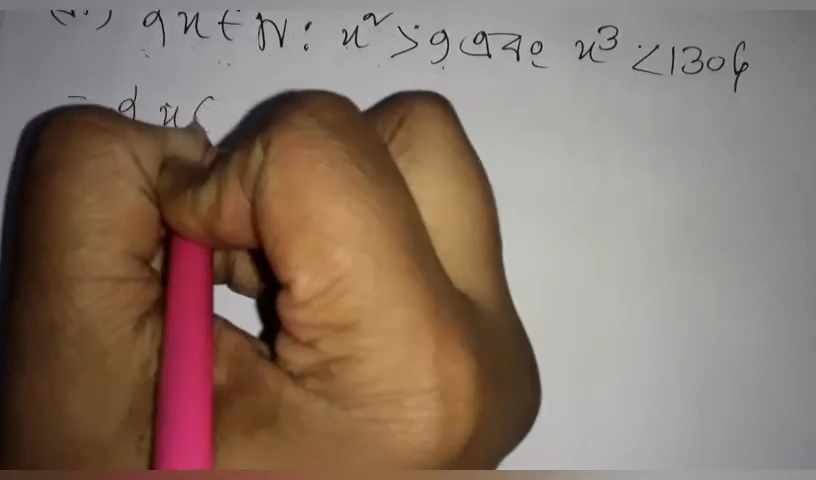 {x ∈ N : x² > 9 এবং x³ < 130}
= {x ∈